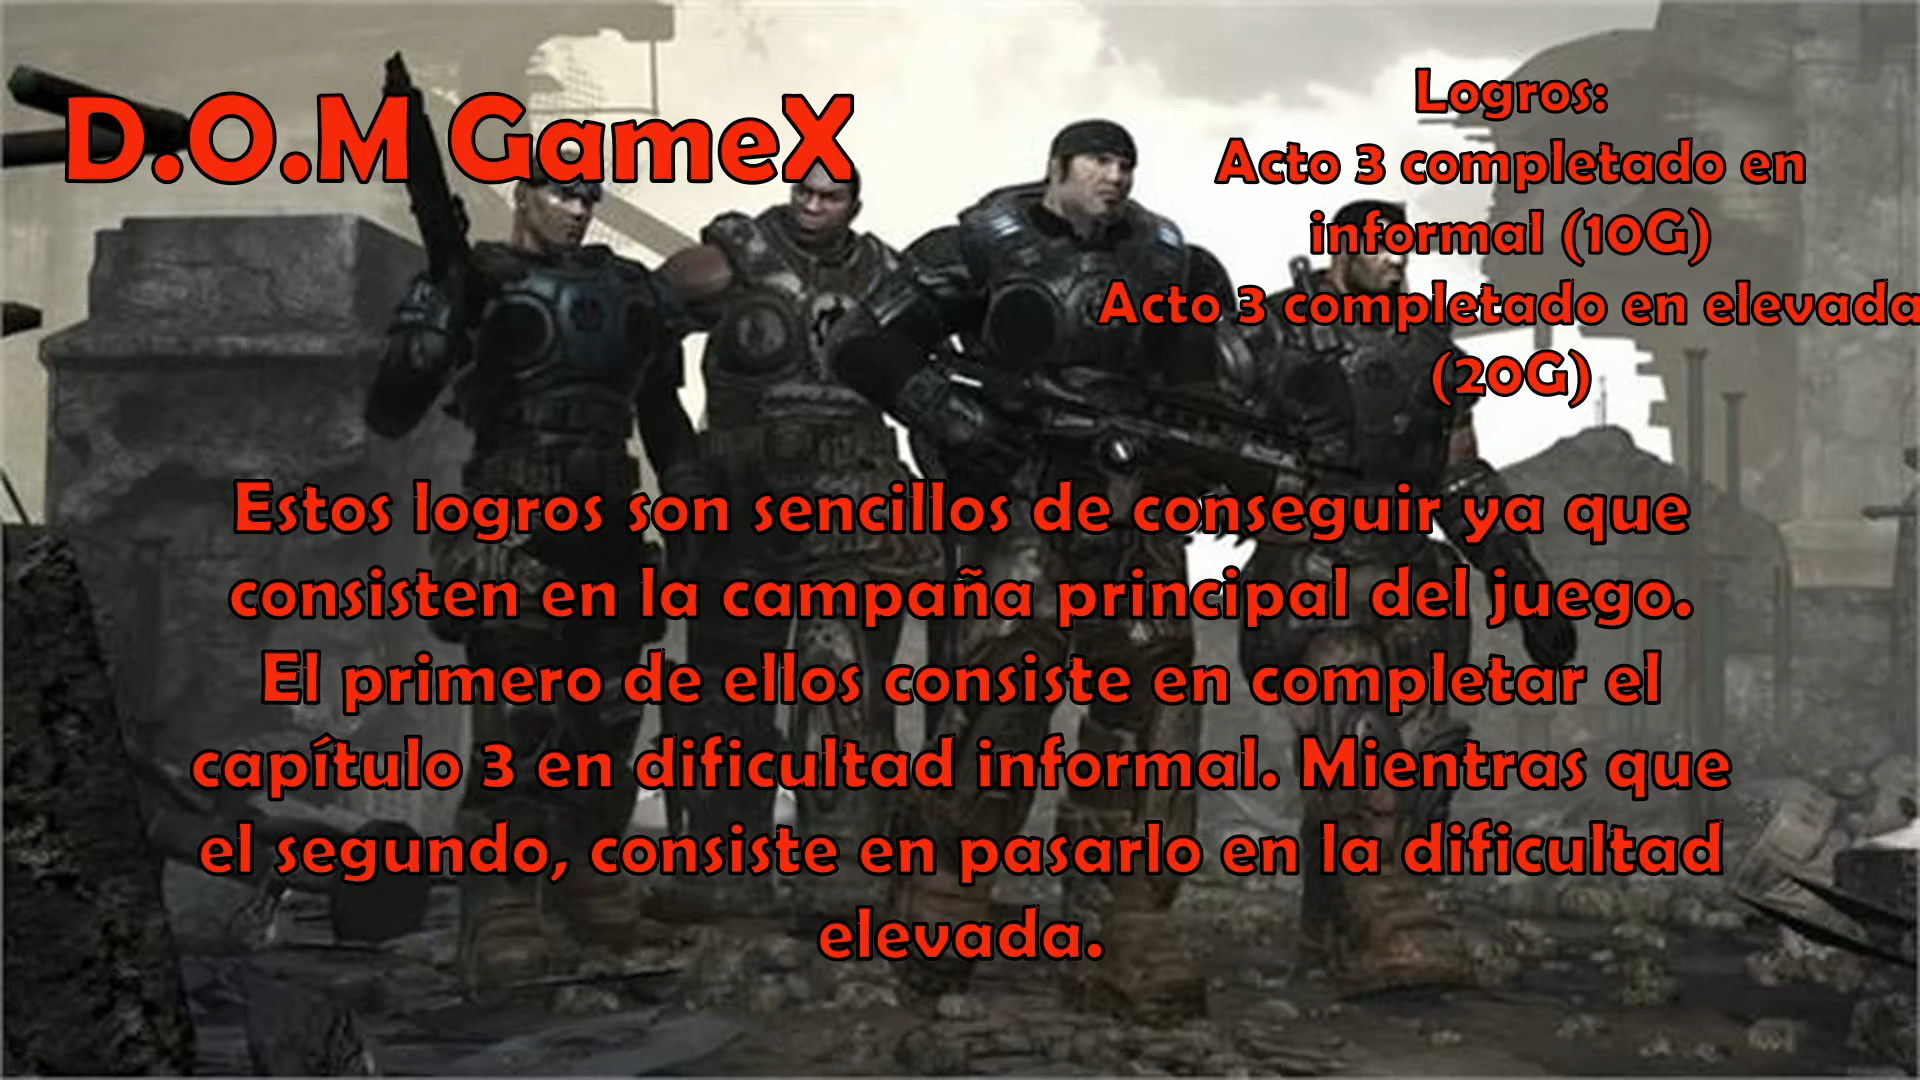 D.O.M GameX
Logros:
Acto 3 completado en
informal (10G)
Acto 3 completado en elevada
(20G)
Estos logros son sencillos de conseguir ya que
consisten en la campaña principal del juego.
El primero de ellos consiste en completar el
capítulo 3 en dificultad informal. Mientras que
el segundo, consiste en pasarlo en la dificultad
elevada.